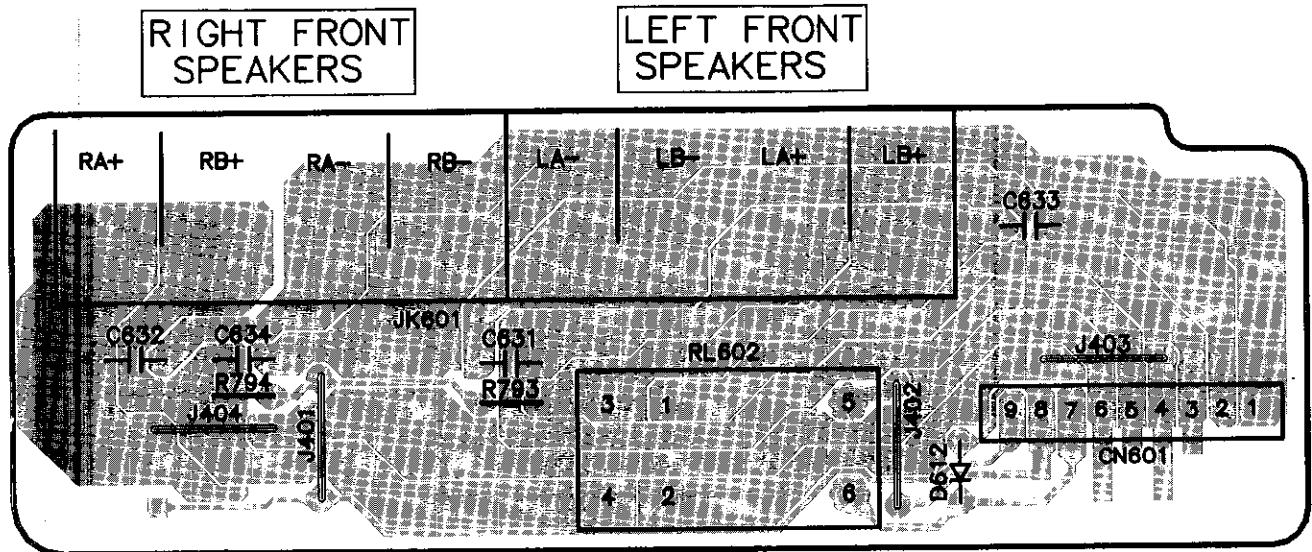 RIGHT FRONT
SPEAKERS
LEFT FRONT
SPEAKERS
RA+ RB+ RA- RB- LA- LB- LA+ LB+
C633
JK601
C632 C634 C631 RL602 J403
R794 R793
J404 J401 3 1 5 J402 9 8 7 6 5 4 3 2 1
CN601
D612
4 2 6